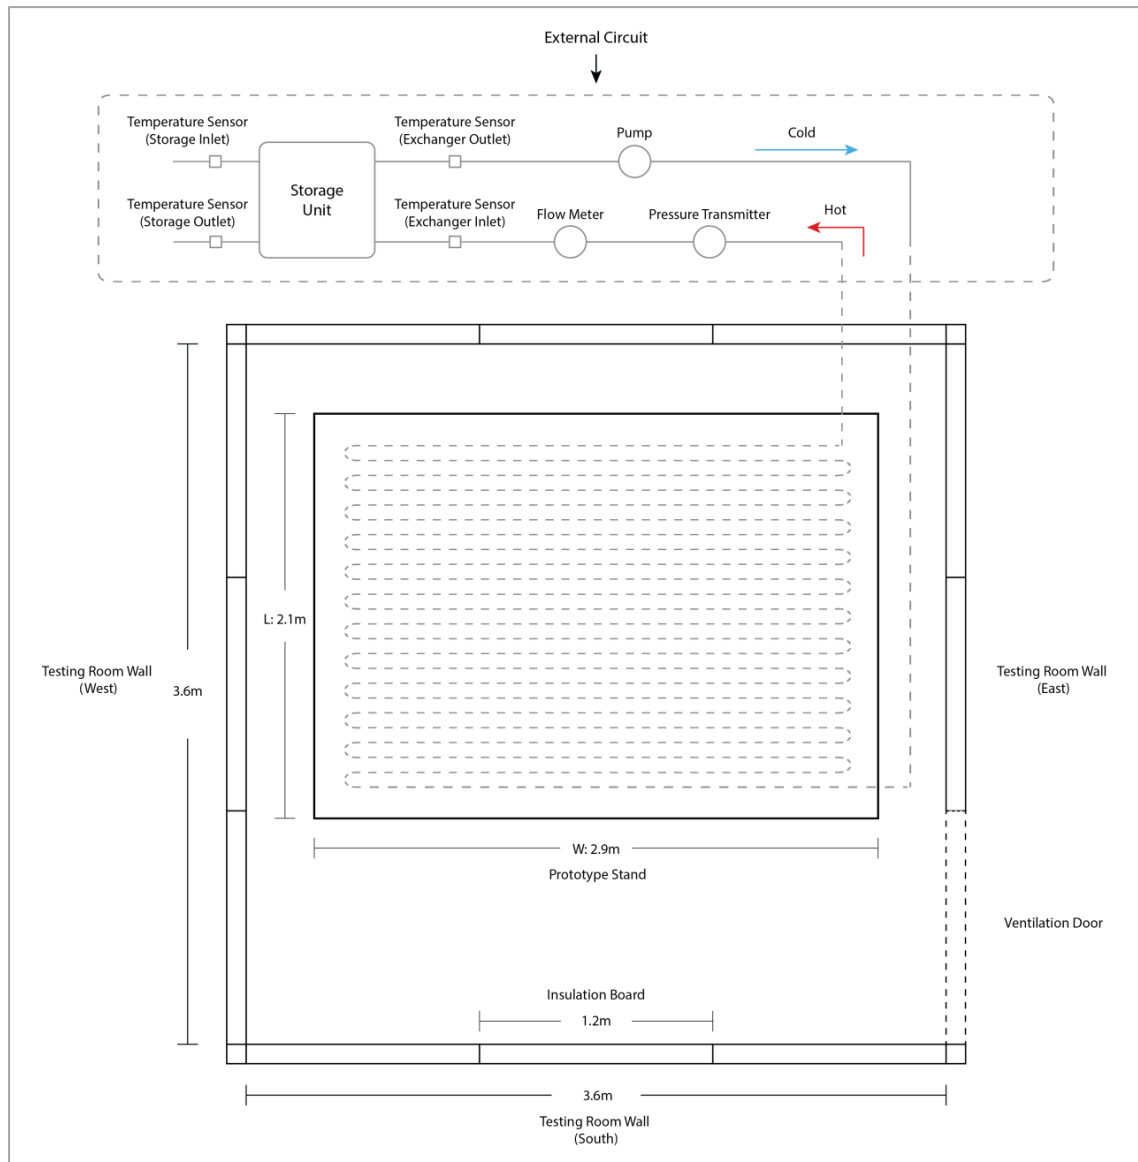 External Circuit
Temperature Sensor
(Storage Inlet)
Temperature Sensor
(Exchanger Outlet)
Pump
Cold
Storage
Unit
Temperature Sensor
(Storage Outlet)
Temperature Sensor
(Exchanger Inlet)
Flow Meter
Pressure Transmitter
Hot
L: 2.1m
Testing Room Wall
(West)
3.6m
Testing Room Wall
(East)
W: 2.9m
Prototype Stand
Ventilation Door
Insulation Board
1.2m
3.6m
Testing Room Wall
(South)